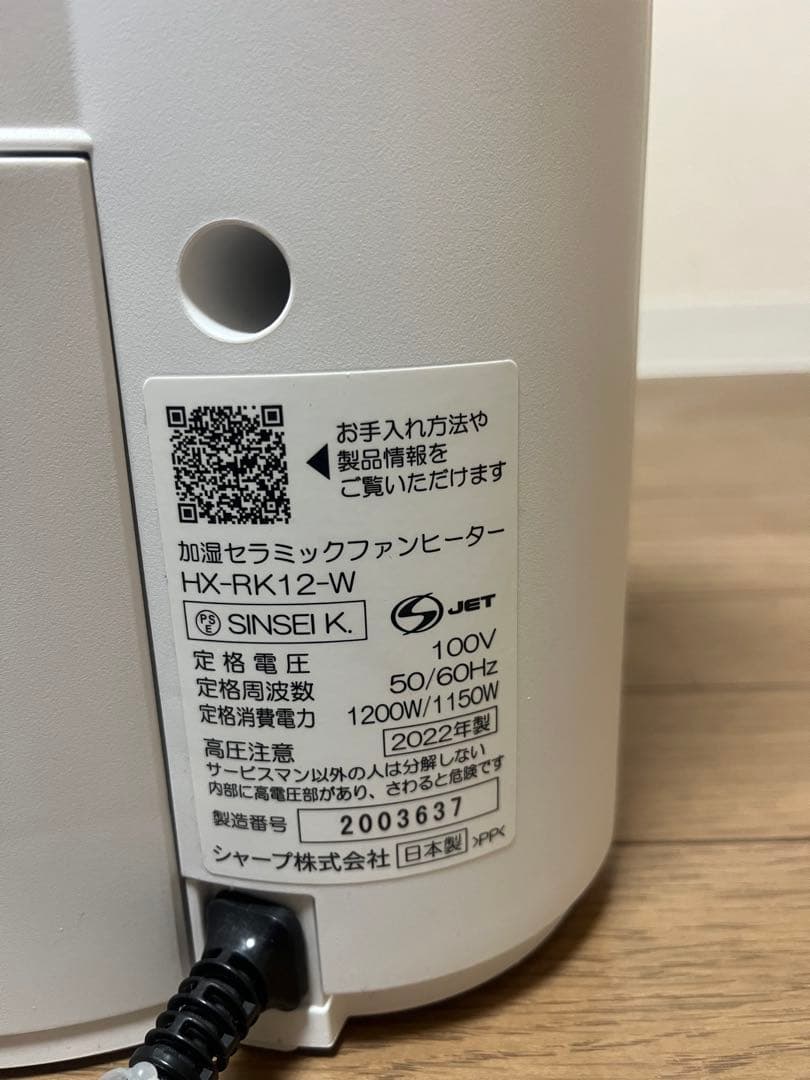 お手入れ方法や
製品情報を
ご覧いただけます
加湿セラミックファンヒーター
HX-RK12-W
PSE SINSEI K.
JET
定格電圧 100V
定格周波数 50/60Hz
定格消費電力 1200W/1150W
2022年製
高圧注意
サービスマン以外の人は分解しない
内部に高電圧部があり、さわると危険です
製造番号 2003637
シャープ株式会社 日本製 >PP<